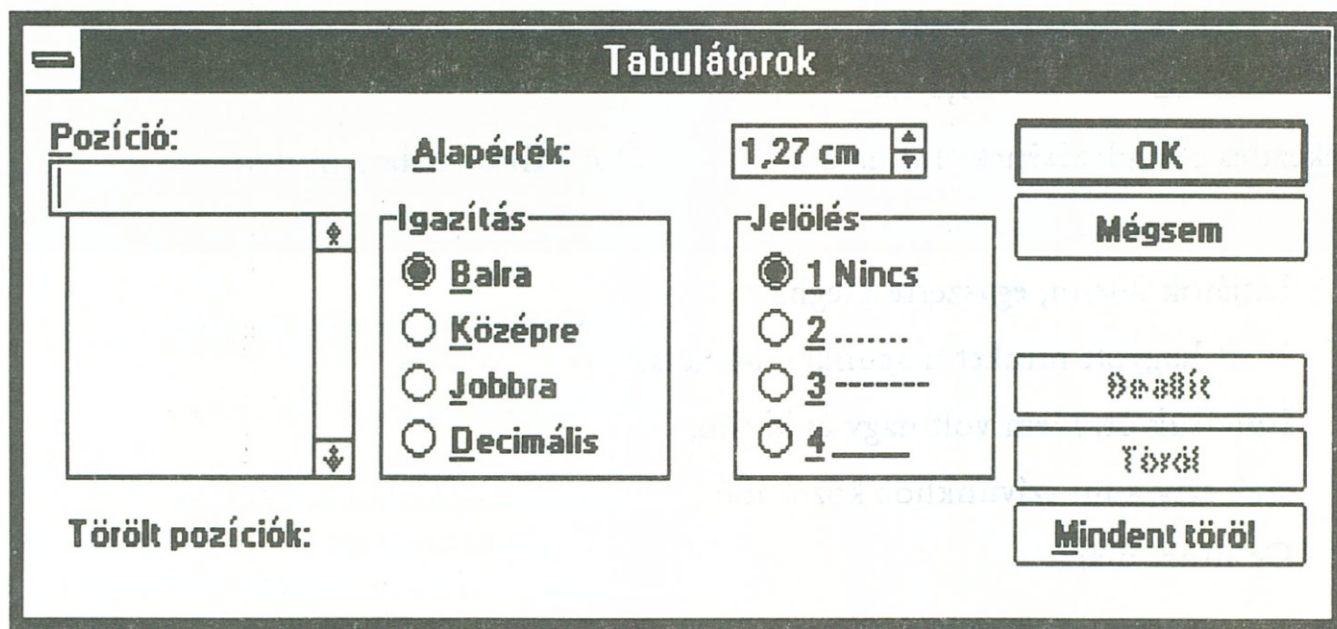 Tabulátorok
Pozíció:
Alapérték:
1,27 cm
OK
Mégsem
Igazítás
Balra
Középre
Jobbra
Decimális
Jelölés
1 Nincs
2 .......
3 -------
4 _____
Beállít
Töröl
Mindent töröl
Törölt pozíciók: